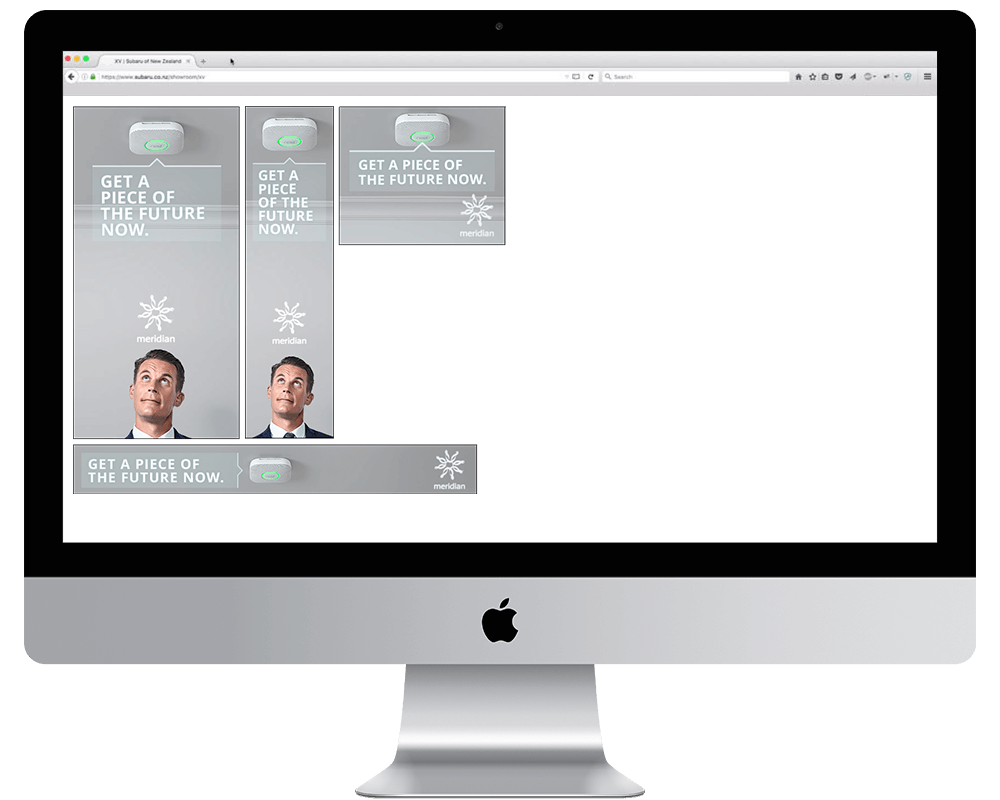 XV | Subaru of New Zealand
https://www.subaru.co.nz/showroom/xv
Search
GET A
PIECE OF
THE FUTURE
NOW.
meridian
GET A
PIECE
OF THE
FUTURE
NOW.
meridian
GET A PIECE OF
THE FUTURE NOW.
meridian
GET A PIECE OF
THE FUTURE NOW.
meridian